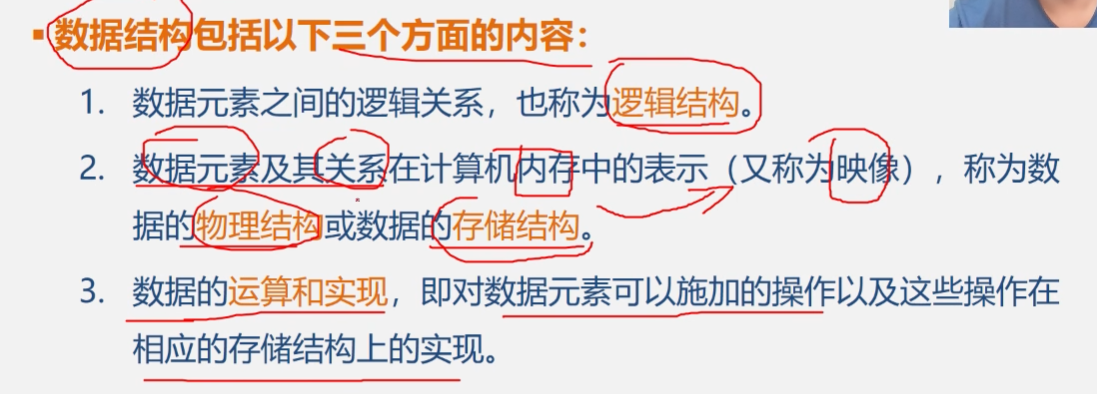 ▪ 数据结构包括以下三个方面的内容：
1. 数据元素之间的逻辑关系，也称为逻辑结构。
2. 数据元素及其关系在计算机内存中的表示（又称为映像），称为数
据的物理结构或数据的存储结构。
3. 数据的运算和实现，即对数据元素可以施加的操作以及这些操作在
相应的存储结构上的实现。